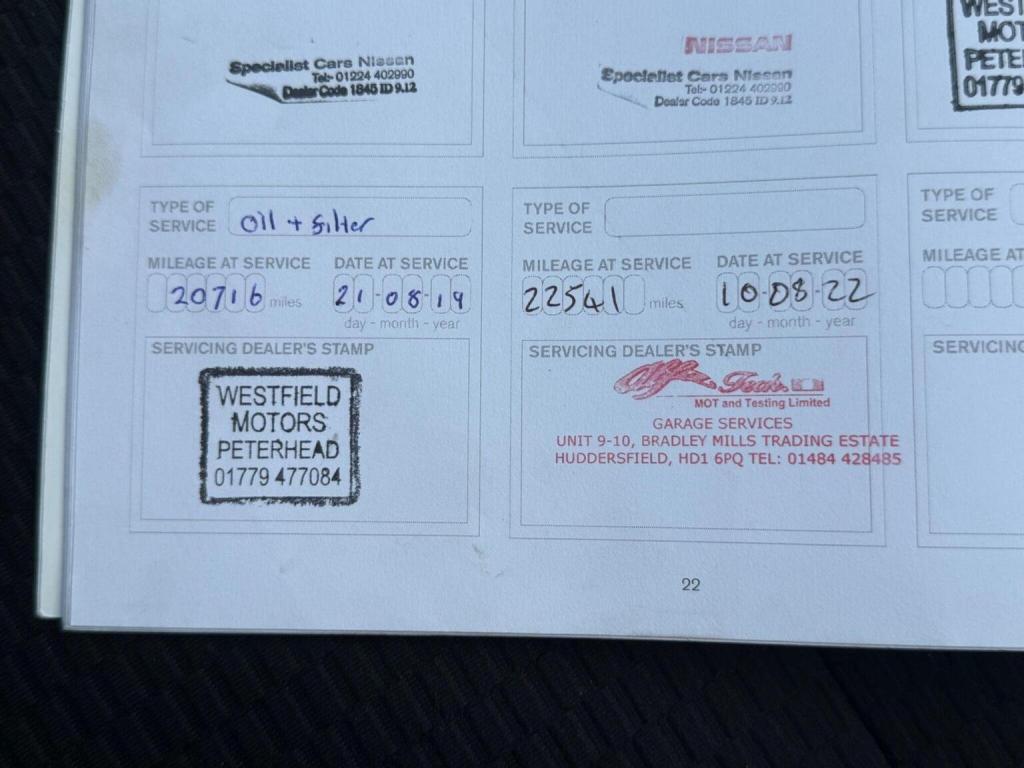 Specialist Cars Nissan
Tel:- 01224 402990
Dealer Code 1845 ID 9.12
NISSAN
Specialist Cars Nissan
Tel:- 01224 402990
Dealer Code 1845 ID 9.12
WEST
MOT
PETE
01779
TYPE OF
SERVICE
Oil + filter
MILEAGE AT SERVICE
20716 miles
DATE AT SERVICE
21-08-19
day - month - year
SERVICING DEALER'S STAMP
WESTFIELD
MOTORS
PETERHEAD
01779 477084
TYPE OF
SERVICE
MILEAGE AT SERVICE
22541 miles
DATE AT SERVICE
10-08-22
day - month - year
SERVICING DEALER'S STAMP
MOT and Testing Limited
GARAGE SERVICES
UNIT 9-10, BRADLEY MILLS TRADING ESTATE
HUDDERSFIELD, HD1 6PQ TEL: 01484 428485
TYPE OF
SERVICE
MILEAGE AT
SERVICING
22